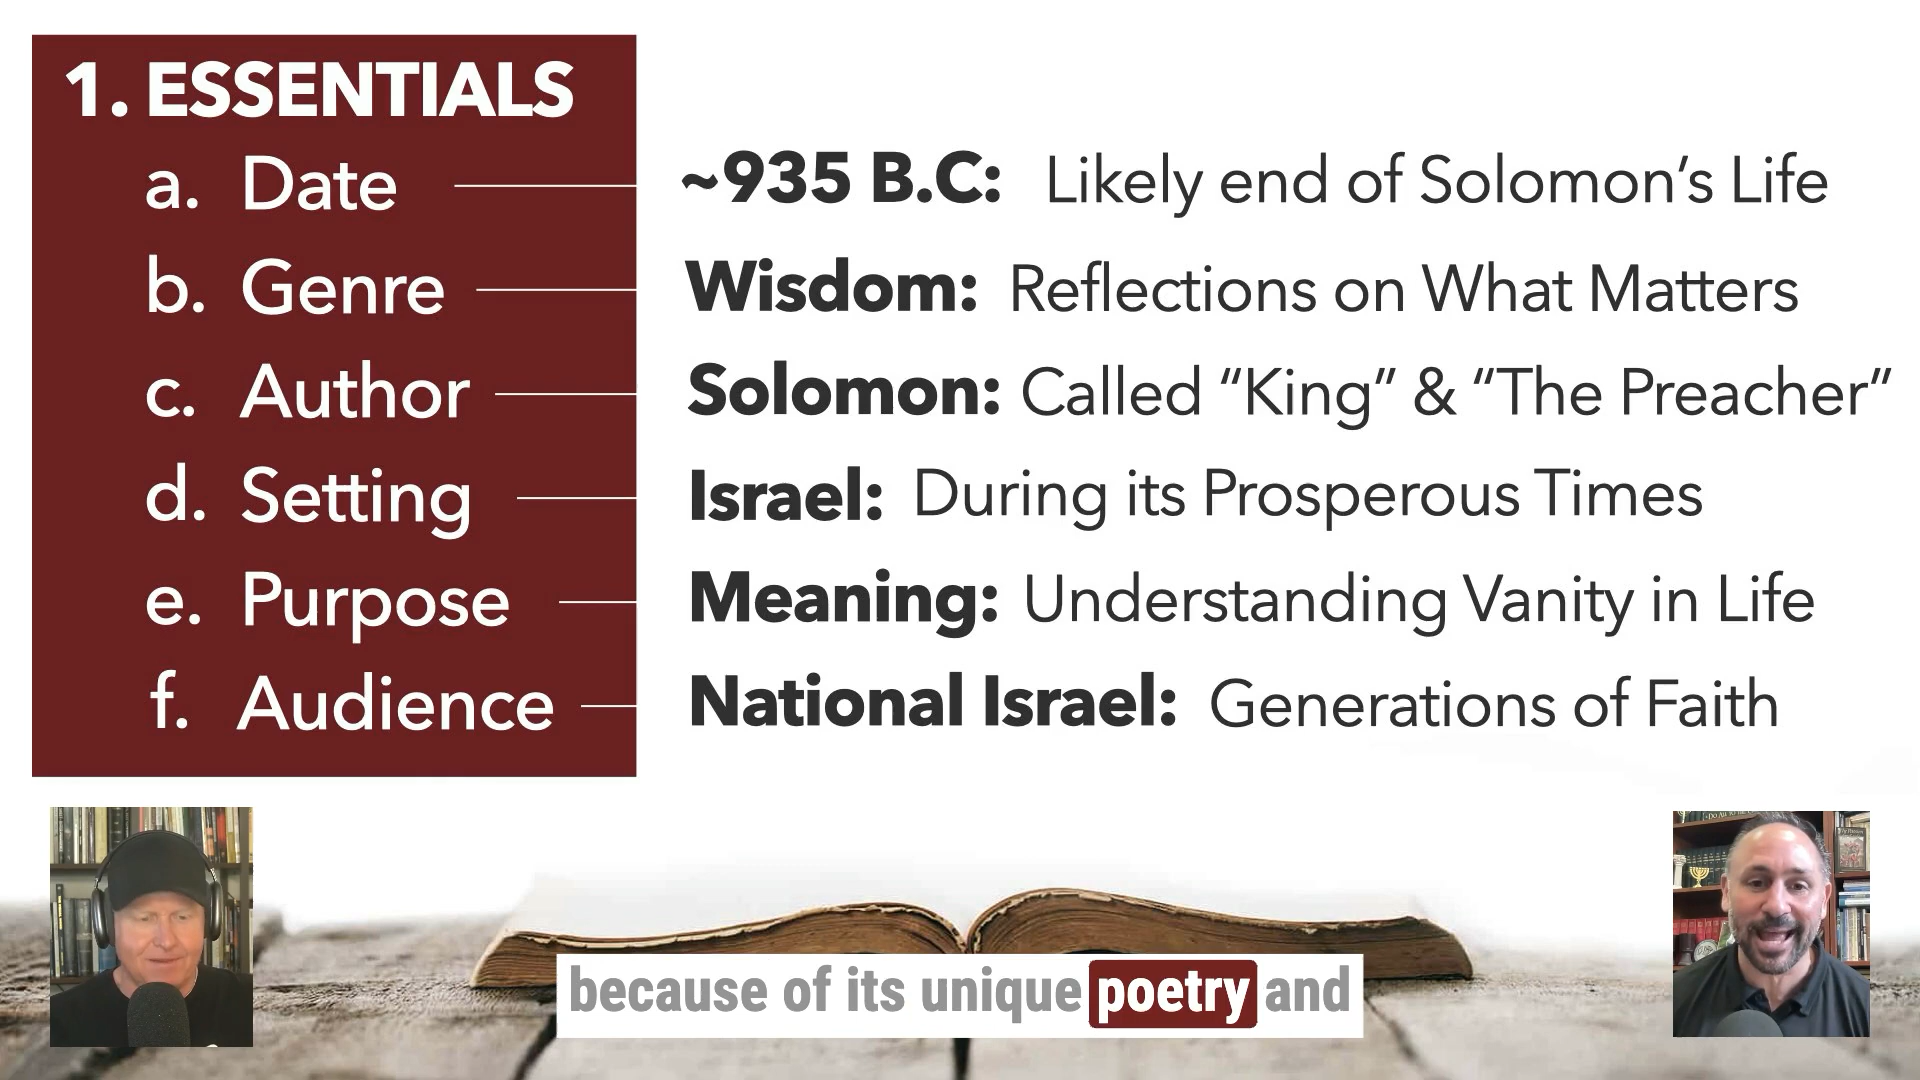 1. ESSENTIALS
a. Date ~935 B.C: Likely end of Solomon’s Life
b. Genre Wisdom: Reflections on What Matters
c. Author Solomon: Called “King” & “The Preacher”
d. Setting Israel: During its Prosperous Times
e. Purpose Meaning: Understanding Vanity in Life
f. Audience National Israel: Generations of Faith
because of its unique poetry and